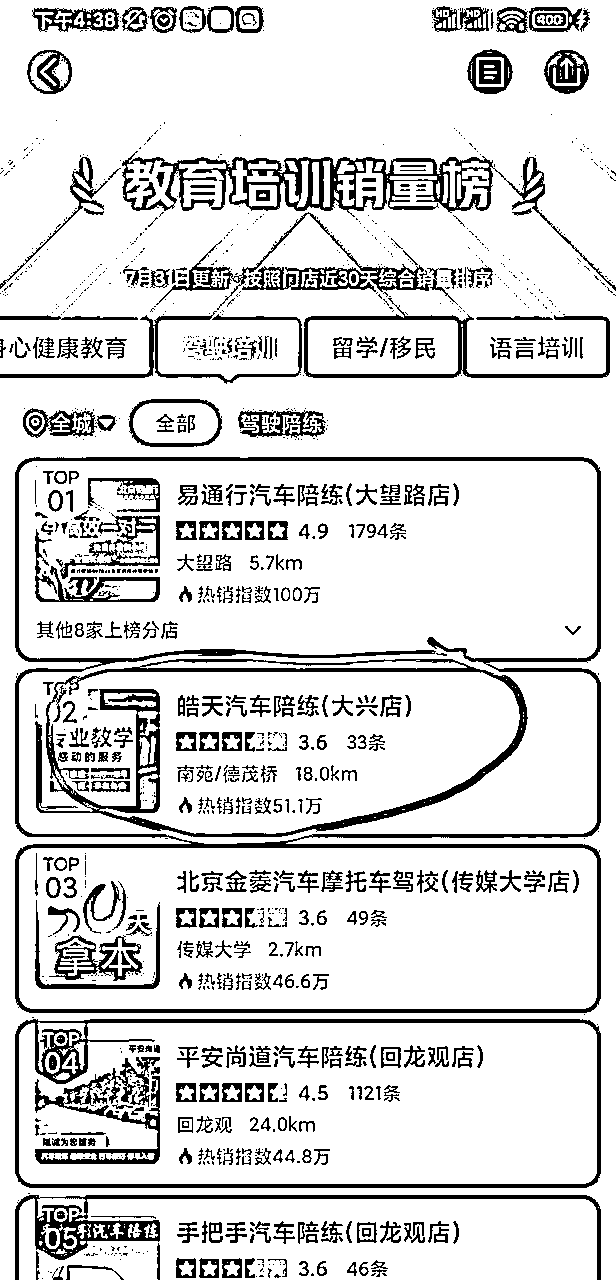 下午4:38
100
教育培训销量榜
7月31日更新·按照门店近30天综合销量排序
身心健康教育
驾驶培训
留学/移民
语言培训
全城
全部
驾驶陪练
TOP
01
易通行汽车陪练(大望路店)
4.9 1794条
大望路 5.7km
热销指数100万
其他8家上榜分店
TOP
02
专业教学
感动的服务
皓天汽车陪练(大兴店)
3.6 33条
南苑/德茂桥 18.0km
热销指数51.1万
TOP
03
天
拿本
北京金菱汽车摩托车驾校(传媒大学店)
3.6 49条
传媒大学 2.7km
热销指数46.6万
TOP
04
平安尚道汽车陪练(回龙观店)
4.5 1121条
回龙观 24.0km
热销指数44.8万
TOP
05
手把手汽车陪练(回龙观店)
3.6 46条